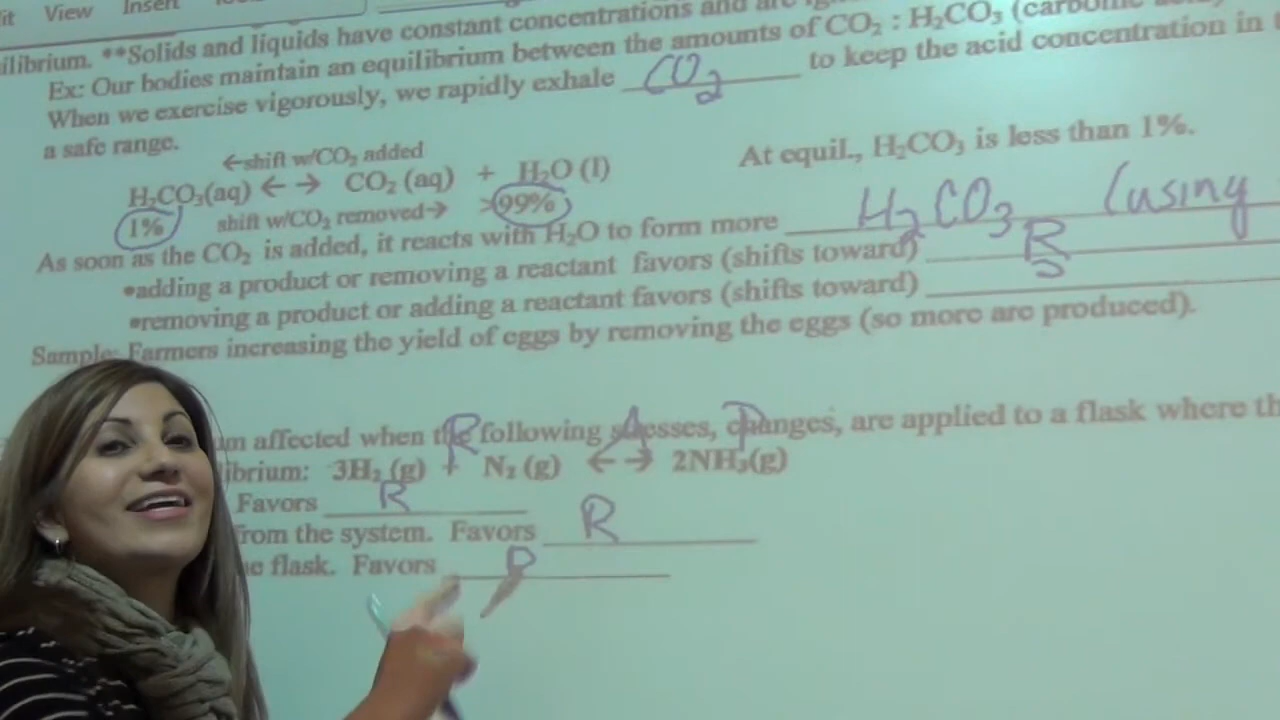 View Insert
ilibrium. **Solids and liquids have constant concentrations and are
Ex: Our bodies maintain an equilibrium between the amounts of CO₂ : H₂CO₃ (carbonic
When we exercise vigorously, we rapidly exhale CO₂ to keep the acid concentration in
a safe range.
←shift w/CO₂ added
At equil., H₂CO₃ is less than 1%.
H₂CO₃(aq) ←→ CO₂ (aq) + H₂O (l)
1% shift w/CO₂ removed→ >99%
As soon as the CO₂ is added, it reacts with H₂O to form more H₂CO₃ (using
•adding a product or removing a reactant favors (shifts toward) R
•removing a product or adding a reactant favors (shifts toward)
Sample: Farmers increasing the yield of eggs by removing the eggs (so more are produced).
R P
affected when the following stresses, changes, are applied to a flask where
librium: 3H₂ (g) + N₂ (g) ←→ 2NH₃(g)
Favors R
from the system. Favors R
flask. Favors P